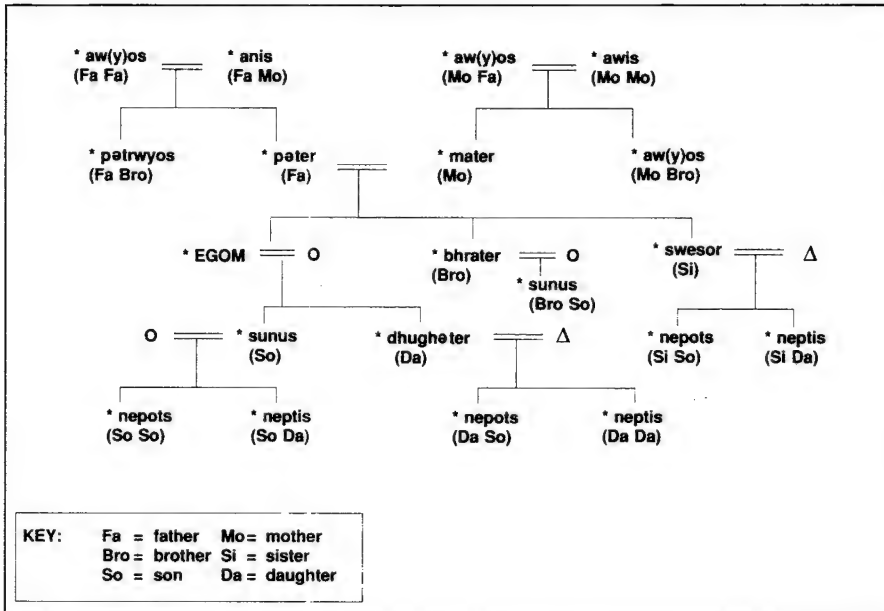 * aw(y)os * anis * aw(y)os * awis
(Fa Fa) (Fa Mo) (Mo Fa) (Mo Mo)
* pətrwyos * pəter * mater * aw(y)os
(Fa Bro) (Fa) (Mo) (Mo Bro)
* EGOM O * bhrater O * swesor Δ
(Bro) (Si)
* sunus
(Bro So)
O * sunus * dhughəter Δ * nepots * neptis
(So) (Da) (Si So) (Si Da)
* nepots * neptis * nepots * neptis
(So So) (So Da) (Da So) (Da Da)
KEY: Fa = father Mo= mother
Bro= brother Si = sister
So = son Da= daughter